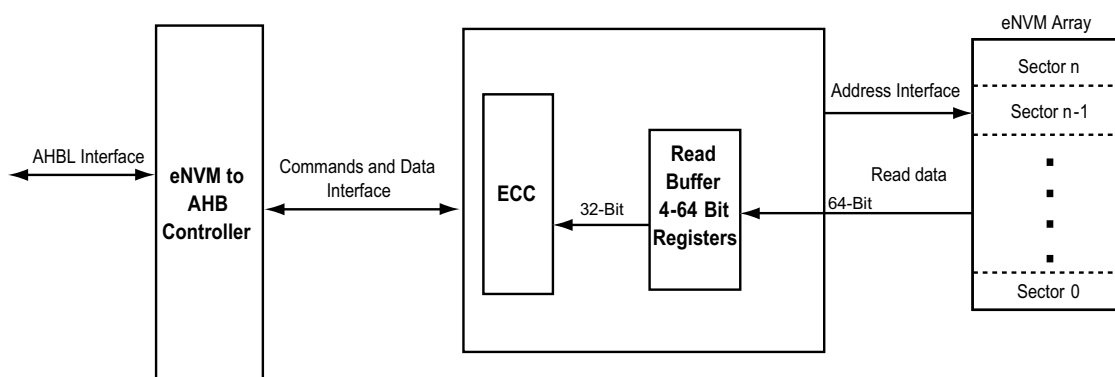 eNVM Array
Sector n
Address Interface
Sector n-1
AHBL Interface
eNVM to
AHB
Controller
Commands and Data
Interface
ECC
32-Bit
Read
Buffer
4-64 Bit
Registers
Read data
64-Bit
Sector 0